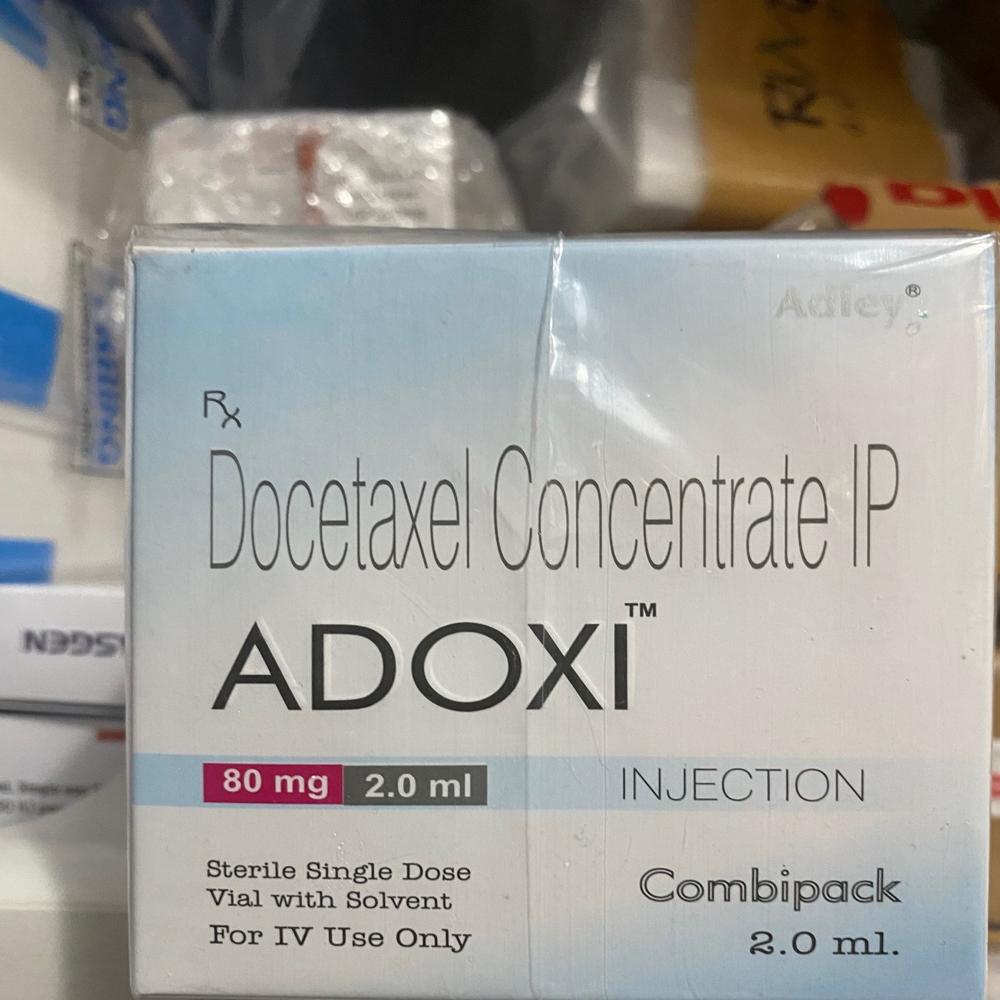 Adley®
Rx
Docetaxel Concentrate IP
ADOXI™
80 mg 2.0 ml
INJECTION
Sterile Single Dose
Vial with Solvent
For IV Use Only
Combipack
2.0 ml.